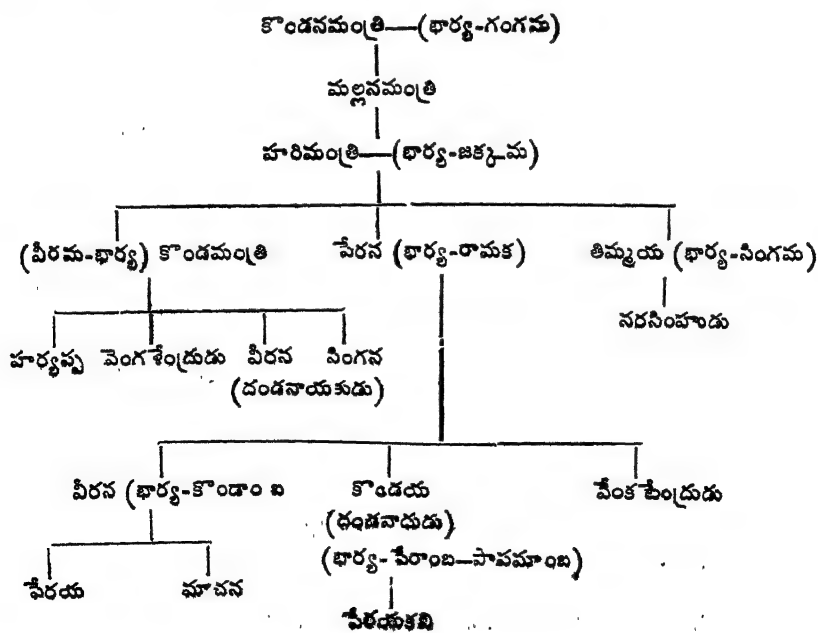 కొండనమంత్రి—(భార్య-గంగమ)
మల్లనమంత్రి
హరిమంత్రి—(భార్య-జక్కమ)
(వీరమ-భార్య) కొండమంత్రి పేరన (భార్య-రామక) తిమ్మయ (భార్య-సింగమ)
నరసింహుడు
హర్యప్ప వెంగళేంద్రుడు వీరన సింగన
(దండనాయకుడు)
వీరన (భార్య-కొండాంబ కొండయ వేంకటేంద్రుడు
(దండనాధుడు)
(భార్య-పేరాంబ—పాపమాంబ)
పేరయ మాచన
పేరయకవి